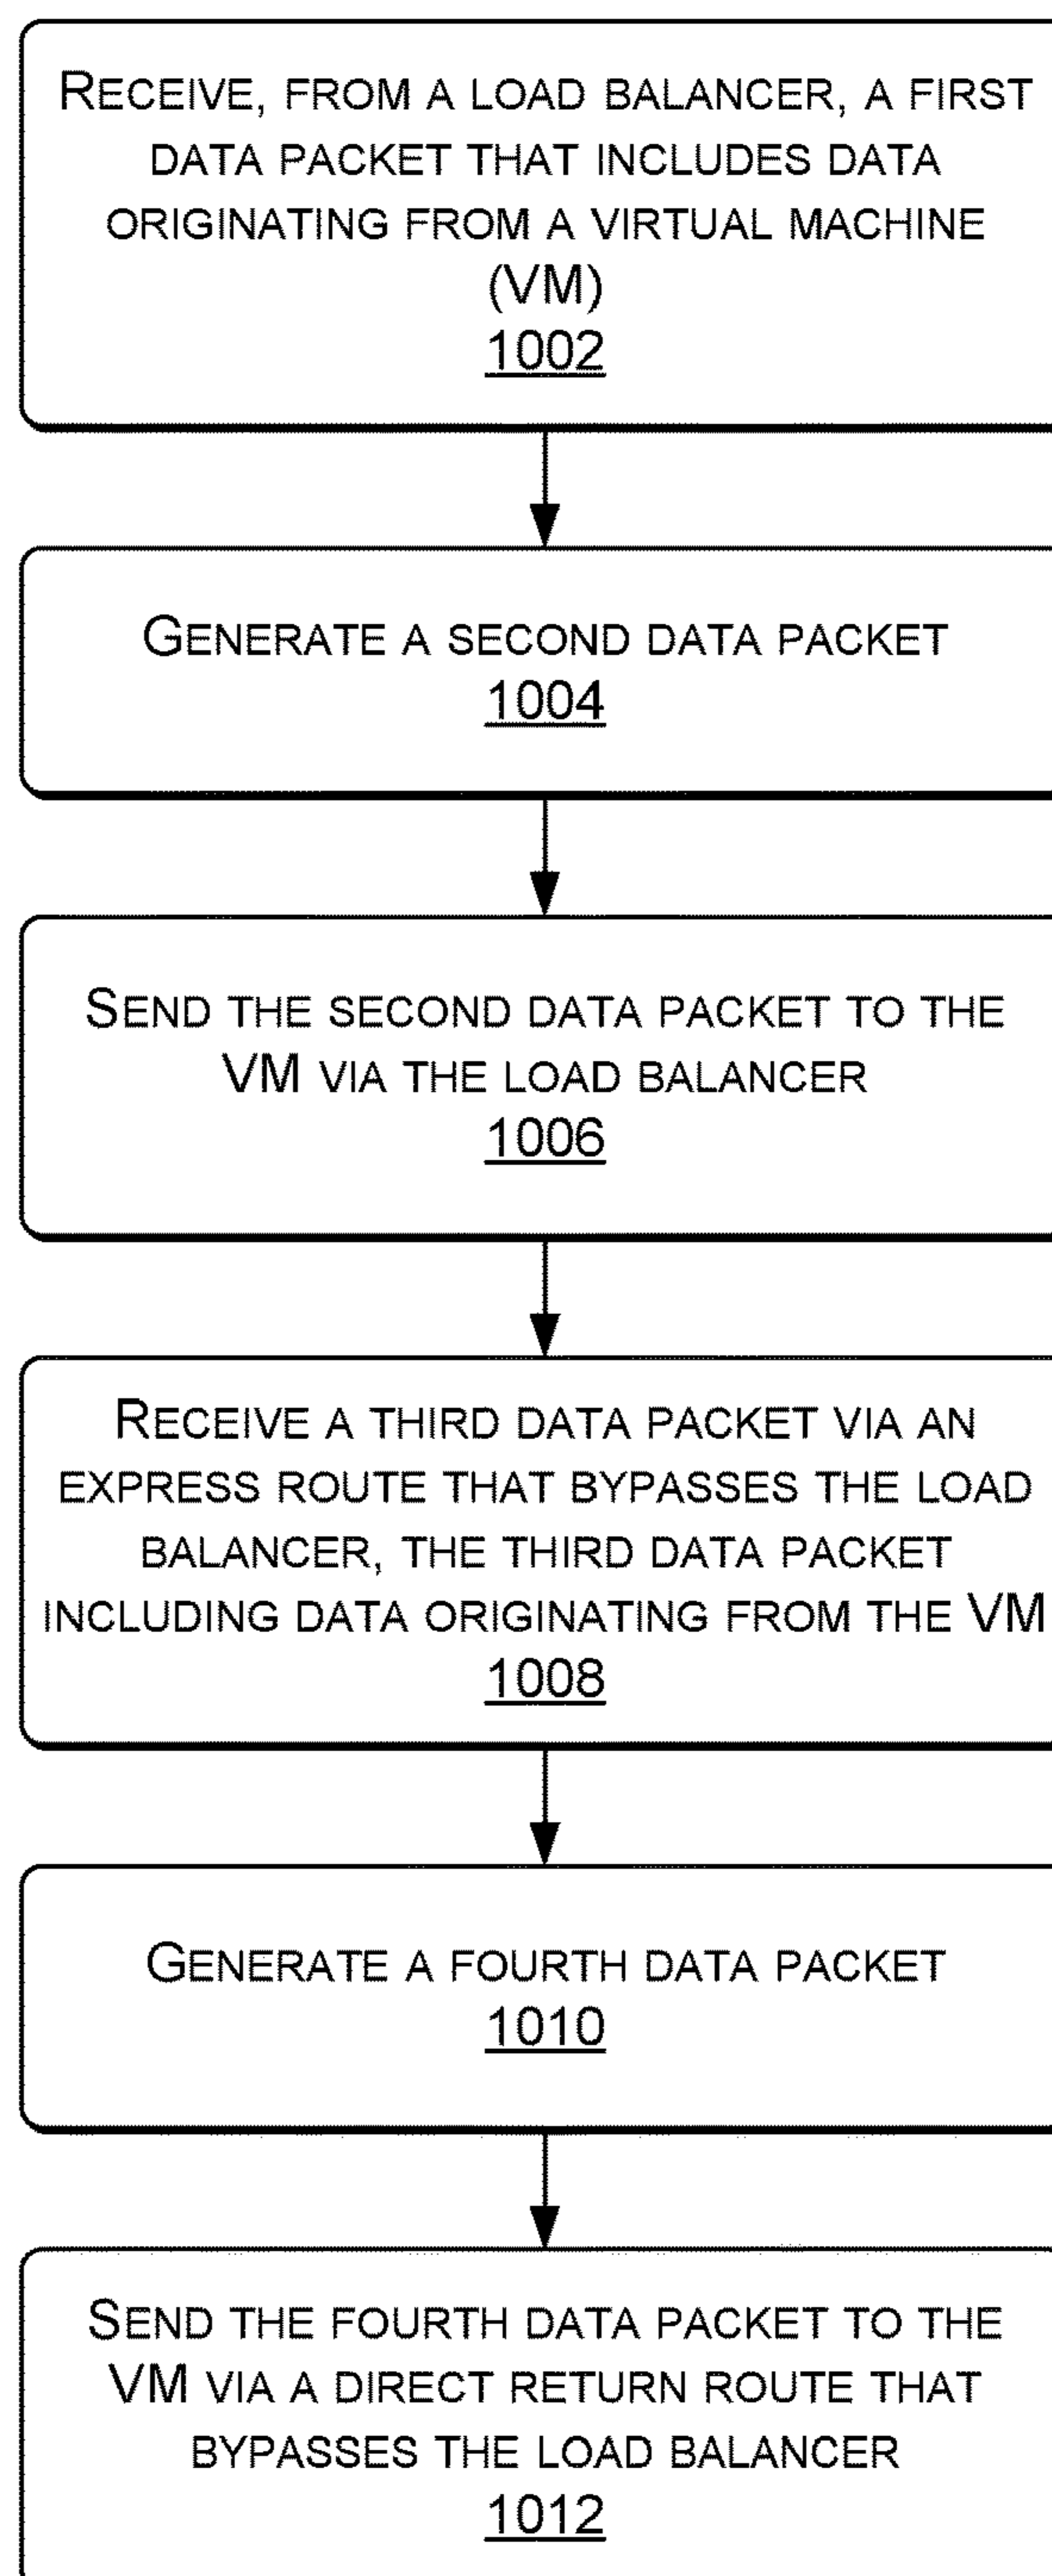 RECEIVE, FROM A LOAD BALANCER, A FIRST
DATA PACKET THAT INCLUDES DATA
ORIGINATING FROM A VIRTUAL MACHINE
(VM)
1002
GENERATE A SECOND DATA PACKET
1004
SEND THE SECOND DATA PACKET TO THE
VM VIA THE LOAD BALANCER
1006
RECEIVE A THIRD DATA PACKET VIA AN
EXPRESS ROUTE THAT BYPASSES THE LOAD
BALANCER, THE THIRD DATA PACKET
INCLUDING DATA ORIGINATING FROM THE VM
1008
GENERATE A FOURTH DATA PACKET
1010
SEND THE FOURTH DATA PACKET TO THE
VM VIA A DIRECT RETURN ROUTE THAT
BYPASSES THE LOAD BALANCER
1012